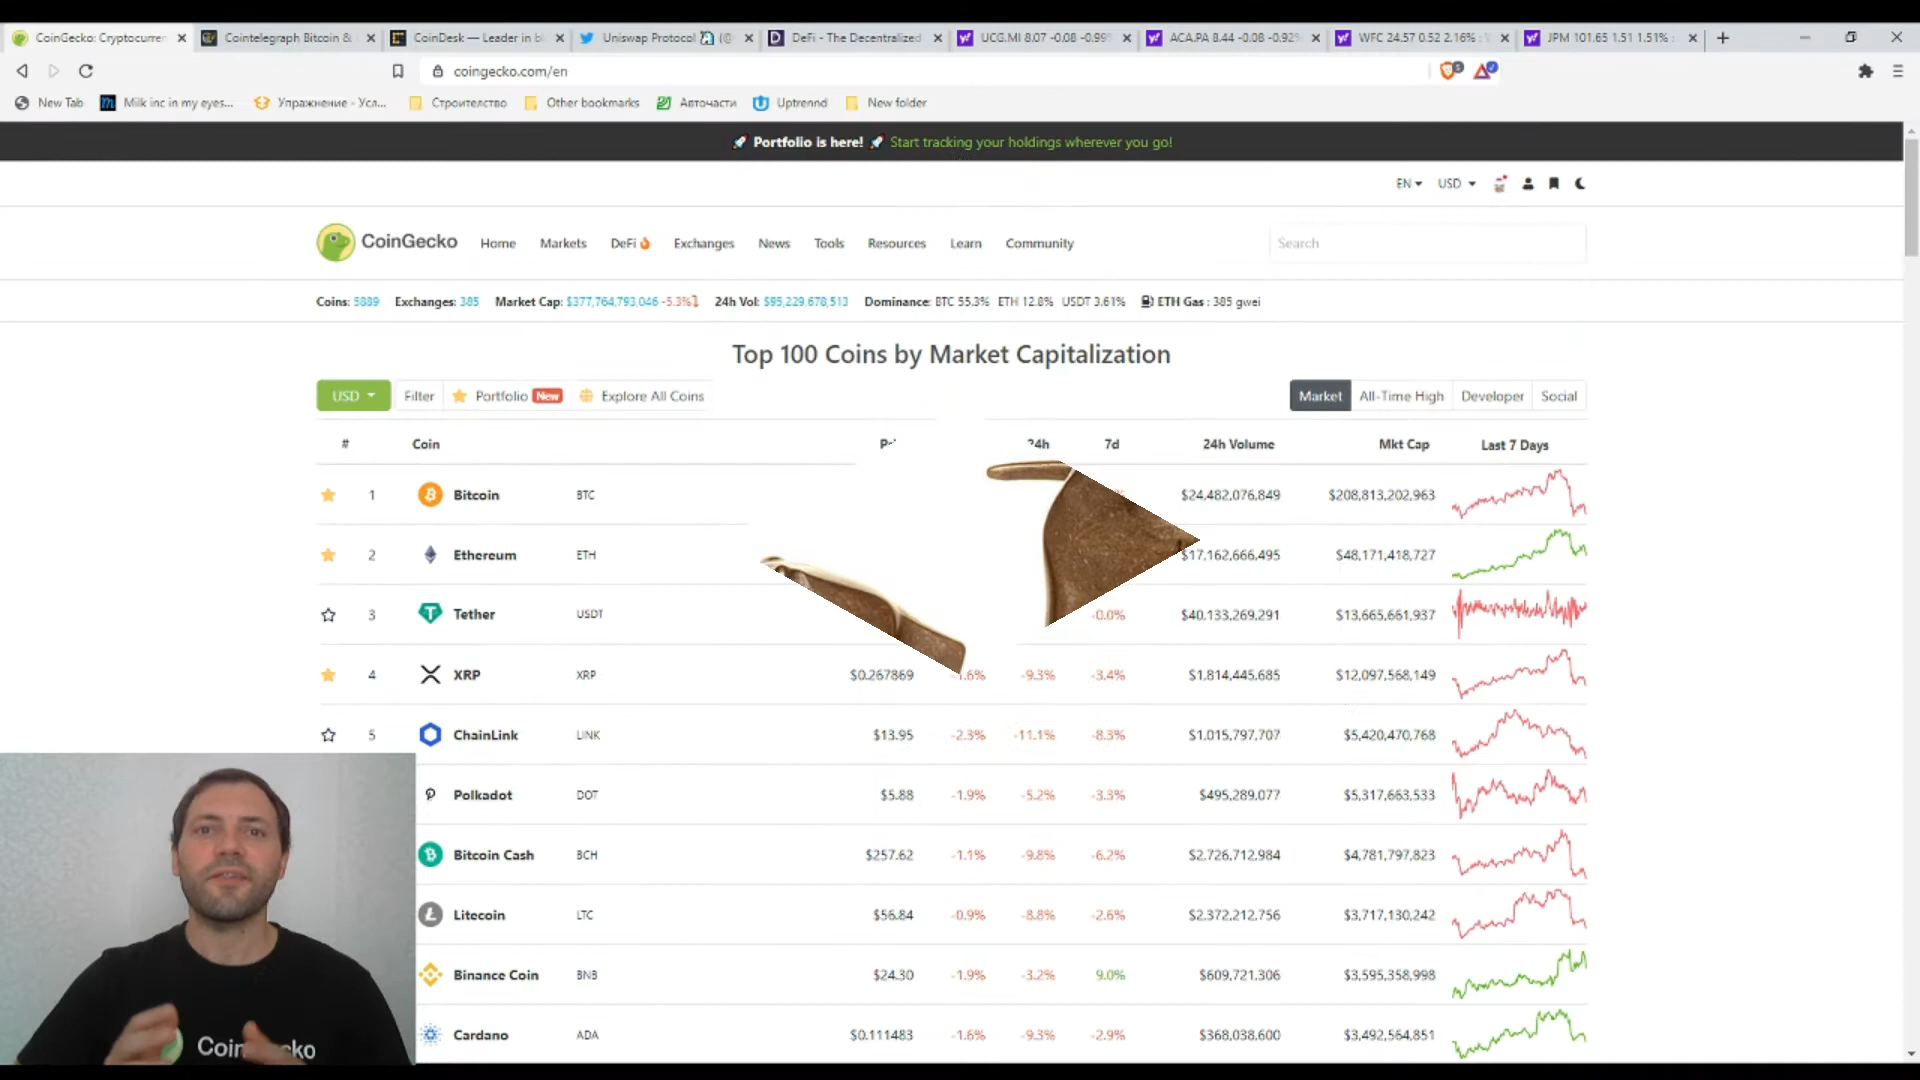 CoinGecko: Cryptocurren
Cointelegraph Bitcoin &
CoinDesk — Leader in b
Uniswap Protocol
DeFi - The Decentralized
UCG.MI 8.07 -0.08 -0.99%
ACA.PA 8.44 -0.08 -0.92%
WFC 24.57 0.52 2.16% :
JPM 101.65 1.51 1.51% :
coingecko.com/en
New Tab Milk inc in my eyes... Упражнение - Усл... Строителство Other bookmarks Авточасти Uptrennd New folder
Portfolio is here! Start tracking your holdings wherever you go!
EN USD
CoinGecko Home Markets DeFi Exchanges News Tools Resources Learn Community Search
Coins: 5889 Exchanges: 385 Market Cap: $377,764,793,046 -5.3% 24h Vol: $95,229,678,513 Dominance: BTC 55.3% ETH 12.8% USDT 3.61% ETH Gas : 385 gwei
Top 100 Coins by Market Capitalization
USD Filter Portfolio New Explore All Coins Market All-Time High Developer Social
# Coin 24h 7d 24h Volume Mkt Cap Last 7 Days
1 Bitcoin BTC $24,482,076,849 $208,813,202,963
2 Ethereum ETH $17,162,666,495 $48,171,418,727
3 Tether USDT -0.0% $40,133,269,291 $13,665,661,937
4 XRP XRP $0.267869 -1.6% -9.3% -3.4% $1,814,445,685 $12,097,568,149
5 ChainLink LINK $13.95 -2.3% -11.1% -8.3% $1,015,797,707 $5,420,470,768
Polkadot DOT $5.88 -1.9% -5.2% -3.3% $495,289,077 $5,317,663,533
Bitcoin Cash BCH $257.62 -1.1% -9.8% -6.2% $2,726,712,984 $4,781,797,823
Litecoin LTC $56.84 -0.9% -8.8% -2.6% $2,372,212,756 $3,717,130,242
Binance Coin BNB $24.30 -1.9% -3.2% 9.0% $609,721,306 $3,595,358,998
Cardano ADA $0.111483 -1.6% -9.3% -2.9% $368,038,600 $3,492,564,851